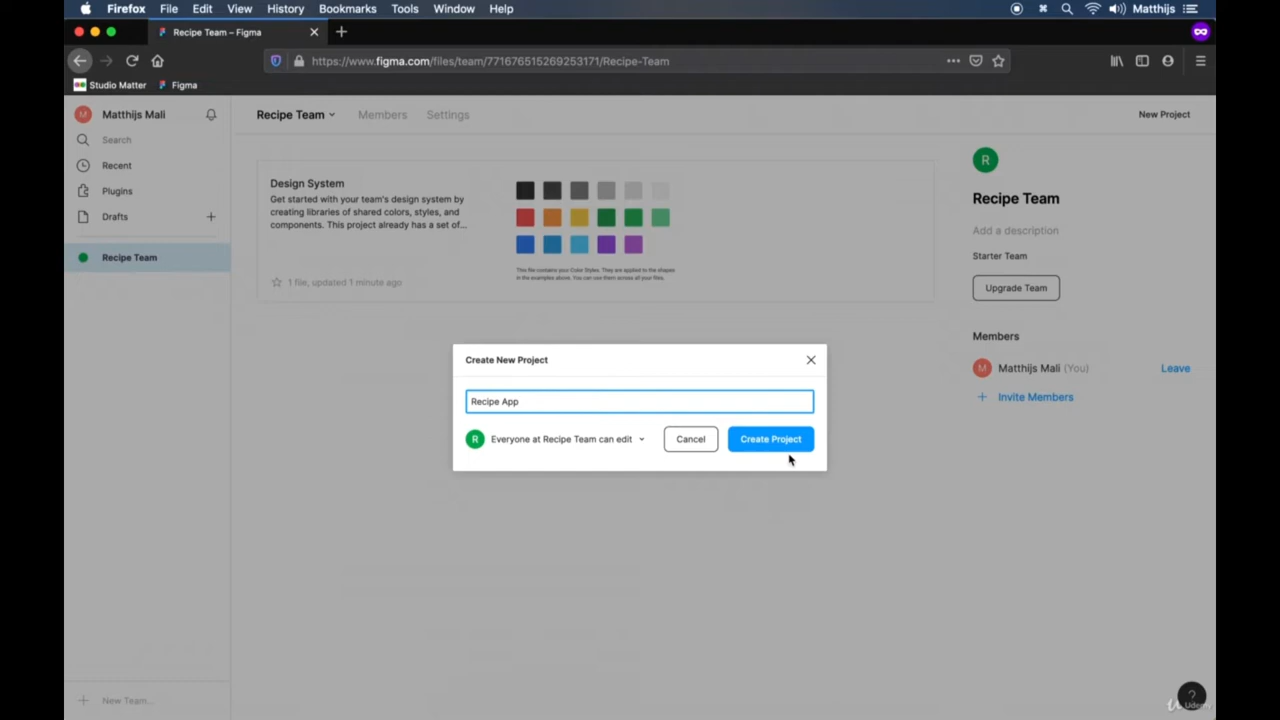 Firefox File Edit View History Bookmarks Tools Window Help Matthijs
Recipe Team – Figma
https://www.figma.com/files/team/771676515269253171/Recipe-Team
Studio Matter Figma
M Matthijs Mali
Search
Recent
Plugins
Drafts
Recipe Team
New Team...
Recipe Team Members Settings New Project
Design System
Get started with your team's design system by
creating libraries of shared colors, styles, and
components. This project already has a set of...
1 file, updated 1 minute ago
This file contains your Color Styles. They are applied to the shapes
in the examples above. You can use them across all your files.
Create New Project
Recipe App
R Everyone at Recipe Team can edit Cancel Create Project
R
Recipe Team
Add a description
Starter Team
Upgrade Team
Members
M Matthijs Mali (You) Leave
Invite Members
?
Udemy